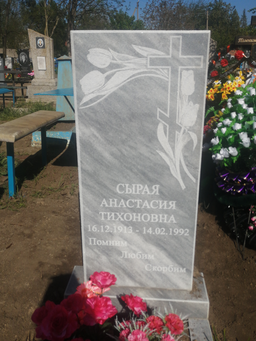 СЫРАЯ
АНАСТАСИЯ
ТИХОНОВНА
16.12.1913 - 14.02.1992
Помним
Любим
Скорбим